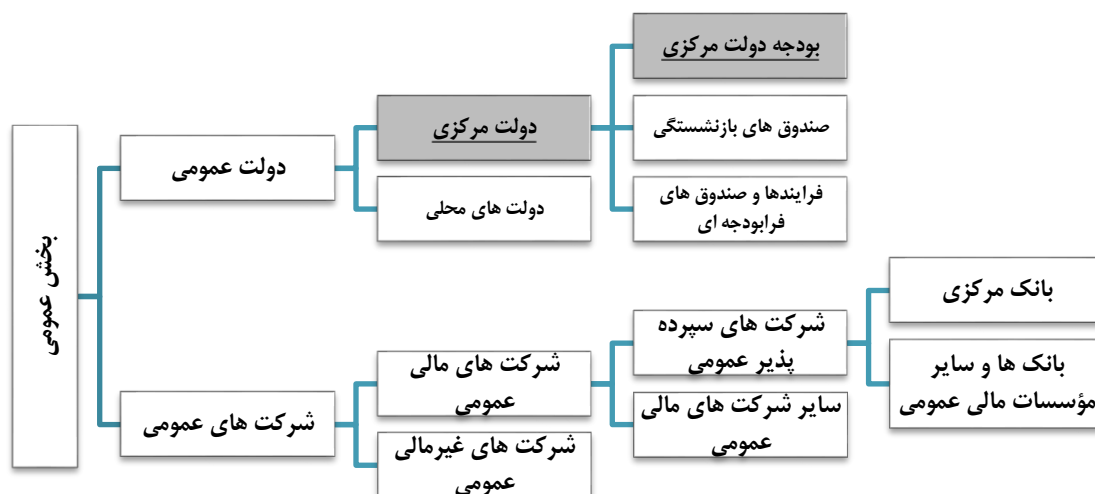 بخش عمومی
دولت عمومی
دولت مرکزی
بودجه دولت مرکزی
صندوق های بازنشستگی
فرایندها و صندوق های
فرابودجه ای
دولت های محلی
شرکت های عمومی
شرکت های مالی
عمومی
شرکت های سپرده
پذیر عمومی
بانک مرکزی
بانک ها و سایر
مؤسسات مالی عمومی
سایر شرکت های مالی
عمومی
شرکت های غیرمالی
عمومی